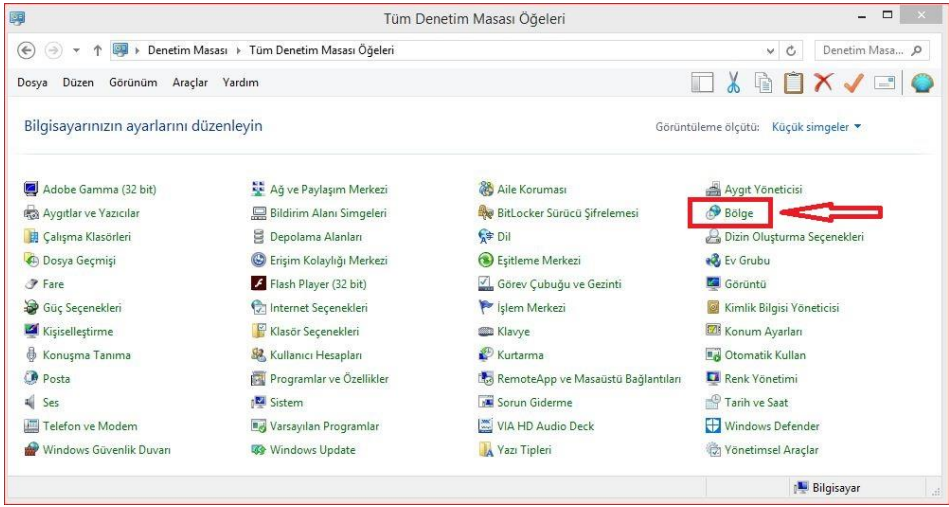 Tüm Denetim Masası Öğeleri
Denetim Masası Tüm Denetim Masası Öğeleri Denetim Masa...
Dosya Düzen Görünüm Araçlar Yardım
Bilgisayarınızın ayarlarını düzenleyin Görüntüleme ölçütü: Küçük simgeler
Adobe Gamma (32 bit) Ağ ve Paylaşım Merkezi Aile Koruması Aygıt Yöneticisi
Aygıtlar ve Yazıcılar Bildirim Alanı Simgeleri BitLocker Sürücü Şifrelemesi Bölge
Çalışma Klasörleri Depolama Alanları Dil Dizin Oluşturma Seçenekleri
Dosya Geçmişi Erişim Kolaylığı Merkezi Eşitleme Merkezi Ev Grubu
Fare Flash Player (32 bit) Görev Çubuğu ve Gezinti Görüntü
Güç Seçenekleri Internet Seçenekleri İşlem Merkezi Kimlik Bilgisi Yöneticisi
Kişiselleştirme Klasör Seçenekleri Klavye Konum Ayarları
Konuşma Tanıma Kullanıcı Hesapları Kurtarma Otomatik Kullan
Posta Programlar ve Özellikler RemoteApp ve Masaüstü Bağlantıları Renk Yönetimi
Ses Sistem Sorun Giderme Tarih ve Saat
Telefon ve Modem Varsayılan Programlar VIA HD Audio Deck Windows Defender
Windows Güvenlik Duvarı Windows Update Yazı Tipleri Yönetimsel Araçlar
Bilgisayar